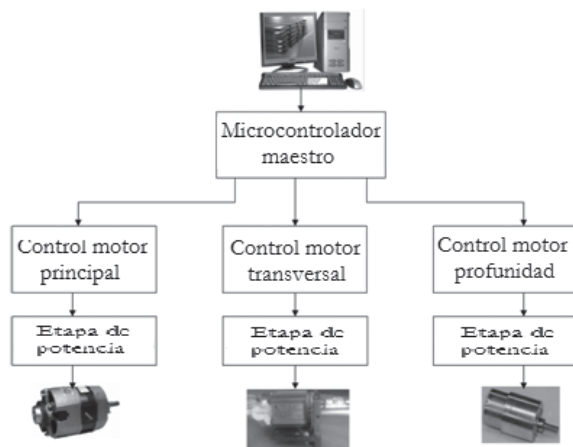 Microcontrolador
maestro
Control motor
principal
Control motor
transversal
Control motor
profunidad
Etapa de
potencia
Etapa de
potencia
Etapa de
potencia